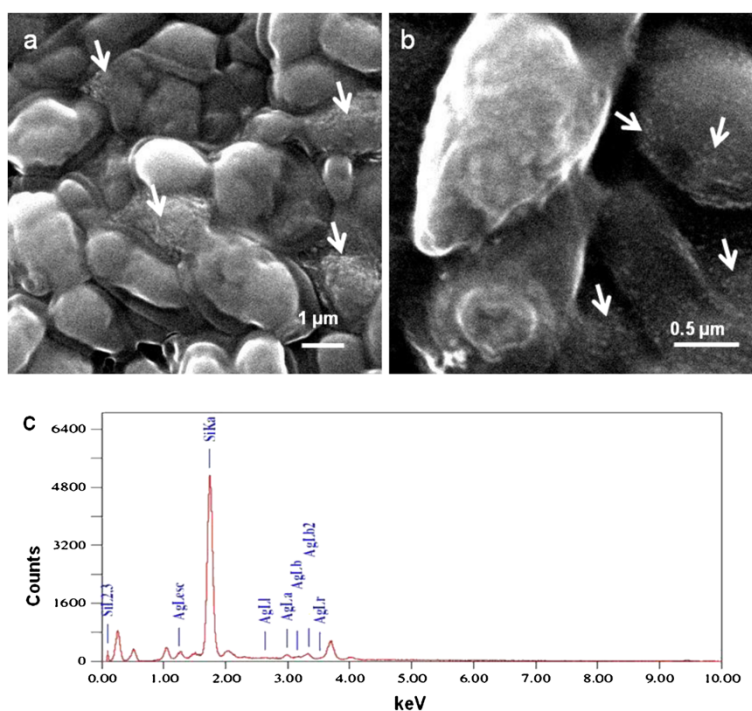 a
1 µm
b
0.5 µm
C
6400
4800
3200
1600
0
Counts
SiL2,3
AgLesc
SiKa
AgLl
AgLa
AgLb
AgLb2
AgLr
0.00 1.00 2.00 3.00 4.00 5.00 6.00 7.00 8.00 9.00 10.00
keV